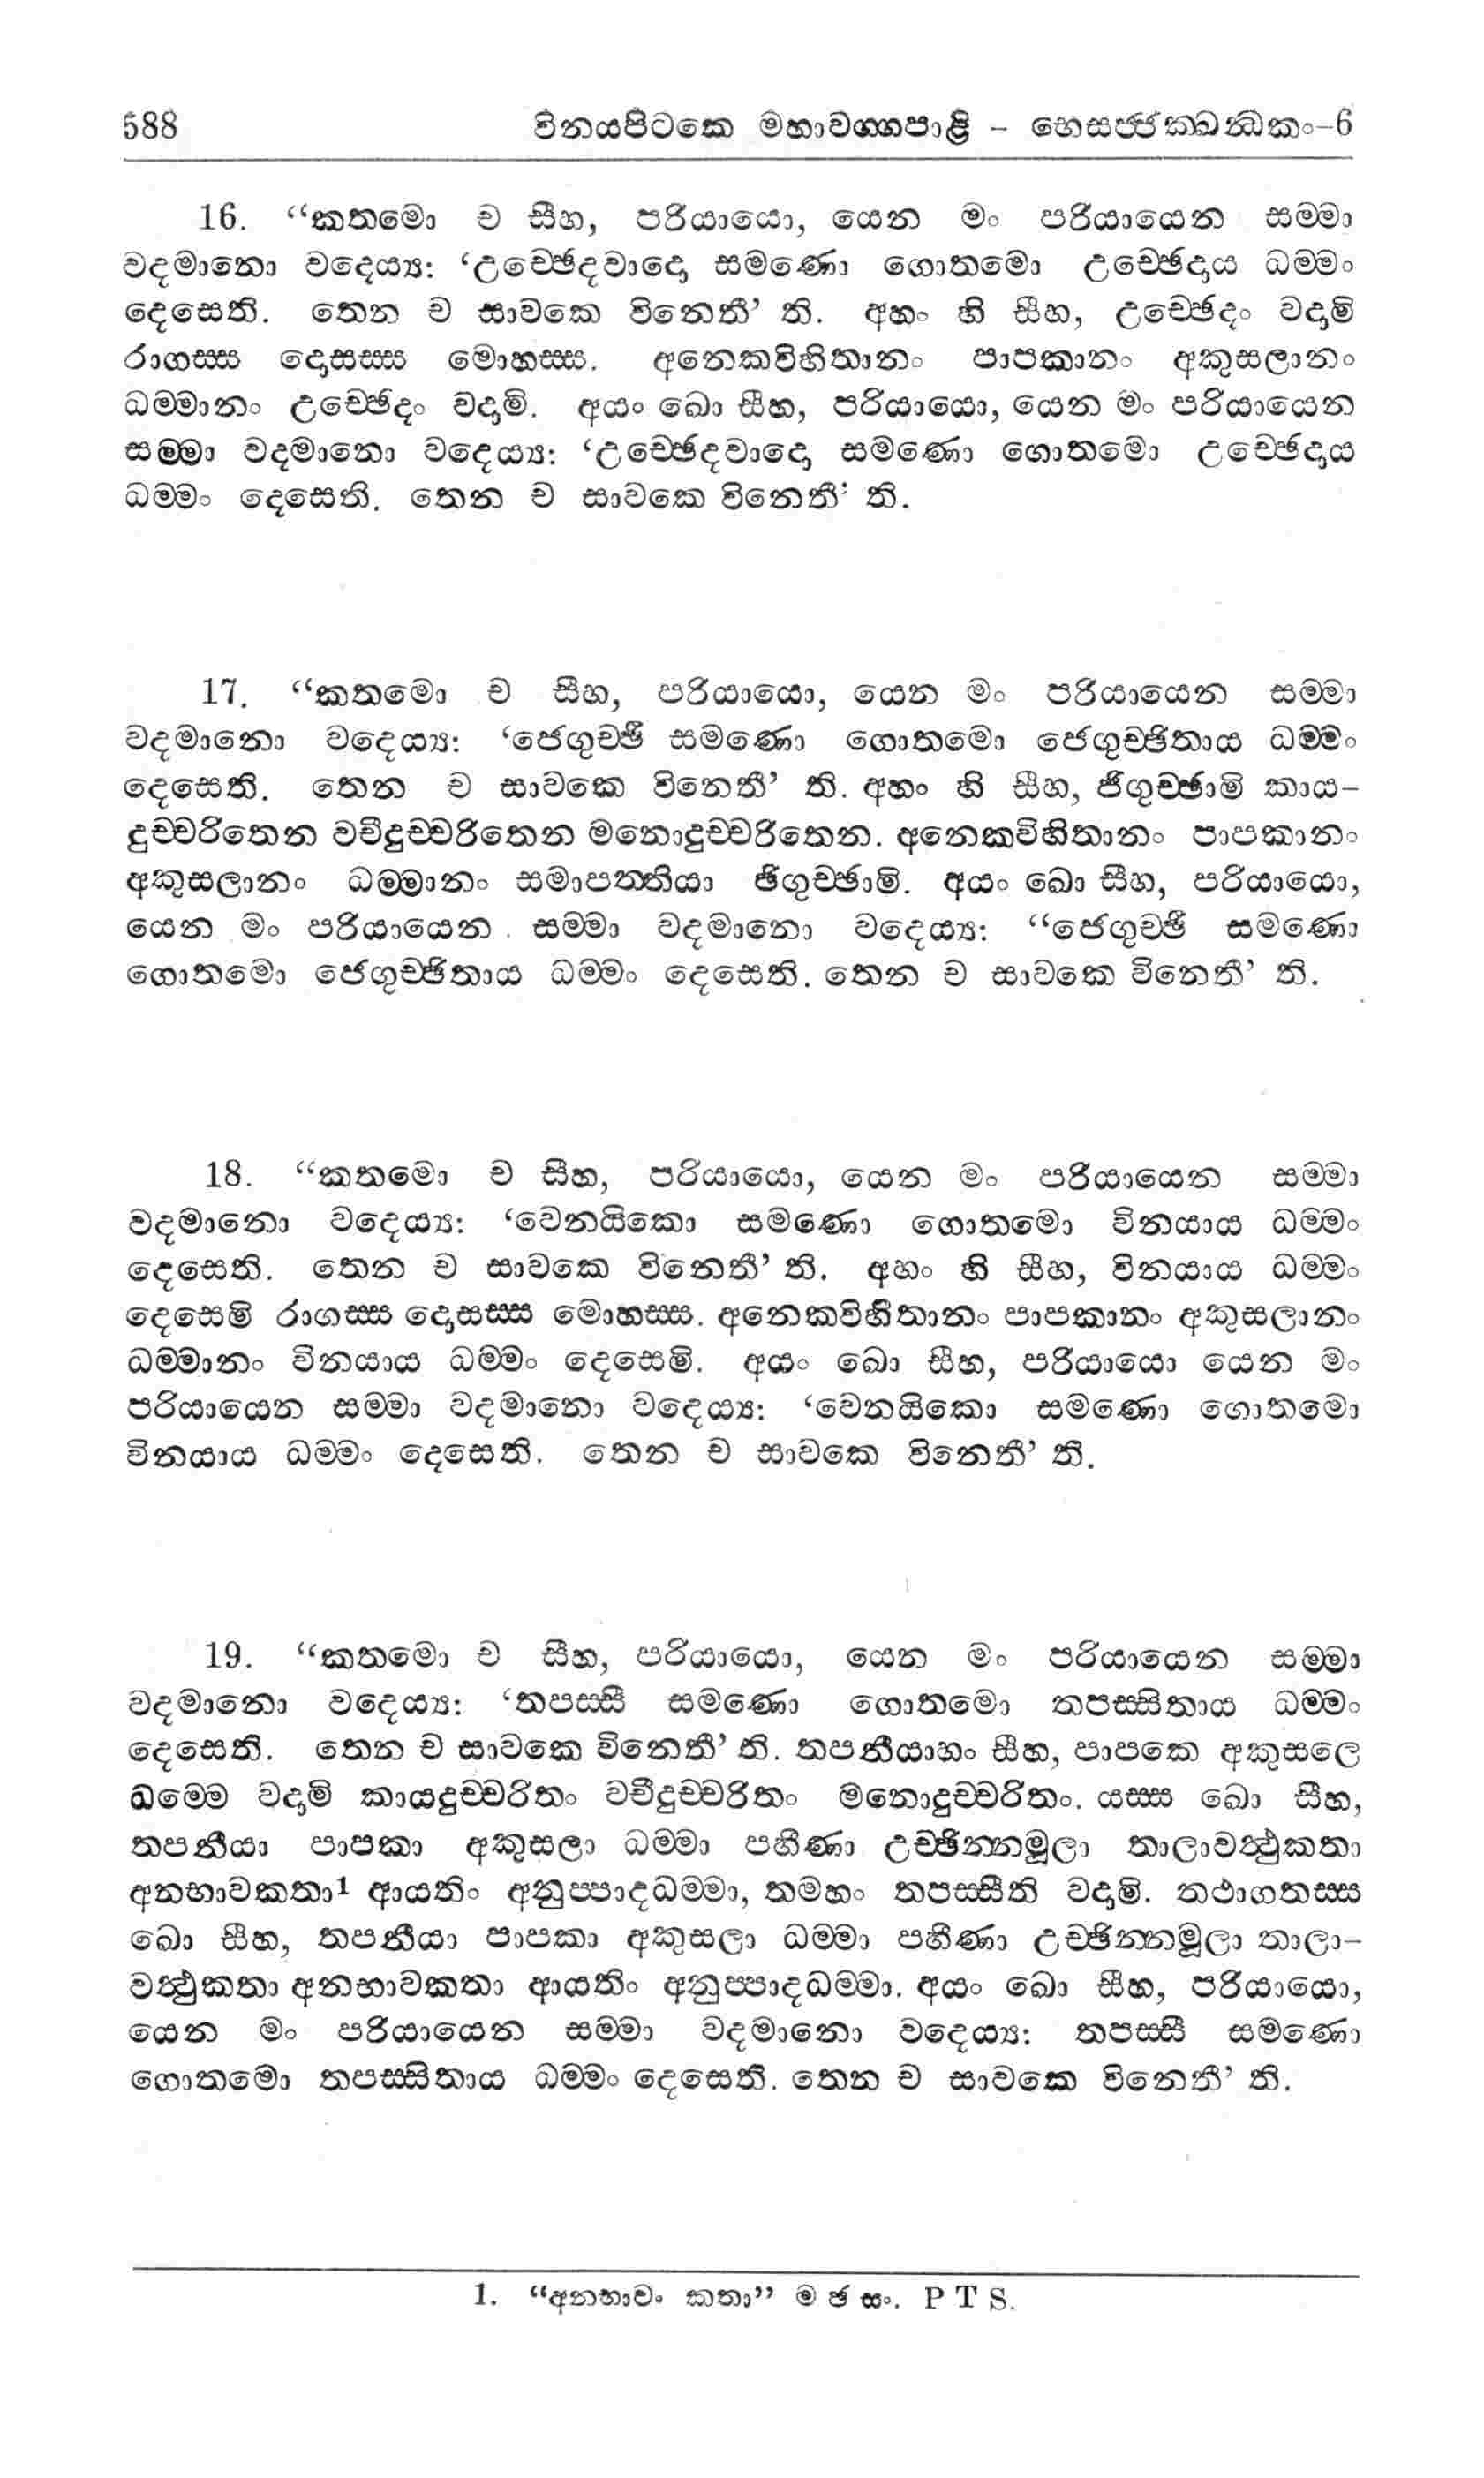 588 විනයපිටකෙ මහාවග්ගපාළි - භෙසජ්ජක්ඛන්ධකං-6
16. “කතමො ච සීහ, පරියායො, යෙන මං පරියායෙන සම්මා
වදමානො වදෙය්‍ය: ‘උච්ඡෙදවාදො සමණො ගොතමො උච්ඡෙදාය ධම්මං
දෙසෙති. තෙන ච සාවකෙ විනෙතී’ ති. අහං හි සීහ, උච්ඡෙදං වදාමි
රාගස්ස දොසස්ස මොහස්ස. අනෙකවිහිතානං පාපකානං අකුසලානං
ධම්මානං උච්ඡෙදං වදාමි. අයං ඛො සීහ, පරියායො, යෙන මං පරියායෙන
සම්මා වදමානො වදෙය්‍ය: ‘උච්ඡෙදවාදො සමණො ගොතමො උච්ඡෙදාය
ධම්මං දෙසෙති. තෙන ච සාවකෙ විනෙතී’ ති.
17. “කතමො ච සීහ, පරියායො, යෙන මං පරියායෙන සම්මා
වදමානො වදෙය්‍ය: ‘ජෙගුච්ඡී සමණො ගොතමො ජෙගුච්ඡිතාය ධම්මං
දෙසෙති. තෙන ච සාවකෙ විනෙතී’ ති. අහං හි සීහ, ජිගුච්ඡාමි කාය-
දුච්චරිතෙන වචීදුච්චරිතෙන මනොදුච්චරිතෙන. අනෙකවිහිතානං පාපකානං
අකුසලානං ධම්මානං සමාපත්තියා ජිගුච්ඡාමි. අයං ඛො සීහ, පරියායො,
යෙන මං පරියායෙන සම්මා වදමානො වදෙය්‍ය: “ජෙගුච්ඡී සමණො
ගොතමො ජෙගුච්ඡිතාය ධම්මං දෙසෙති. තෙන ච සාවකෙ විනෙතී’ ති.
18. “කතමො ච සීහ, පරියායො, යෙන මං පරියායෙන සම්මා
වදමානො වදෙය්‍ය: ‘වෙනයිකො සමණො ගොතමො විනයාය ධම්මං
දෙසෙති. තෙන ච සාවකෙ විනෙතී’ ති. අහං හි සීහ, විනයාය ධම්මං
දෙසෙමි රාගස්ස දොසස්ස මොහස්ස. අනෙකවිහිතානං පාපකානං අකුසලානං
ධම්මානං විනයාය ධම්මං දෙසෙමි. අයං ඛො සීහ, පරියායො යෙන මං
පරියායෙන සම්මා වදමානො වදෙය්‍ය: ‘වෙනයිකො සමණො ගොතමො
විනයාය ධම්මං දෙසෙති. තෙන ච සාවකෙ විනෙතී’ ති.
19. “කතමො ච සීහ, පරියායො, යෙන මං පරියායෙන සම්මා
වදමානො වදෙය්‍ය: ‘තපස්සී සමණො ගොතමො තපස්සිතාය ධම්මං
දෙසෙති. තෙන ච සාවකෙ විනෙතී’ ති. තපනීයාහං සීහ, පාපකෙ අකුසලෙ
ධම්මෙ වදාමි කායදුච්චරිතං වචීදුච්චරිතං මනොදුච්චරිතං. යස්ස ඛො සීහ,
තපනීයා පාපකා අකුසලා ධම්මා පහීණා උච්ඡින්නමූලා තාලාවත්ථුකතා
අනභාවකතා¹ ආයතිං අනුප්පාදධම්මා, තමහං තපස්සීති වදාමි. තථාගතස්ස
ඛො සීහ, තපනීයා පාපකා අකුසලා ධම්මා පහීණා උච්ඡින්නමූලා තාලා-
වත්ථුකතා අනභාවකතා ආයතිං අනුප්පාදධම්මා. අයං ඛො සීහ, පරියායො,
යෙන මං පරියායෙන සම්මා වදමානො වදෙය්‍ය: තපස්සී සමණො
ගොතමො තපස්සිතාය ධම්මං දෙසෙති. තෙන ච සාවකෙ විනෙතී’ ති.
1. “අනභාවං කතා” ම ඡ සං. P T S.